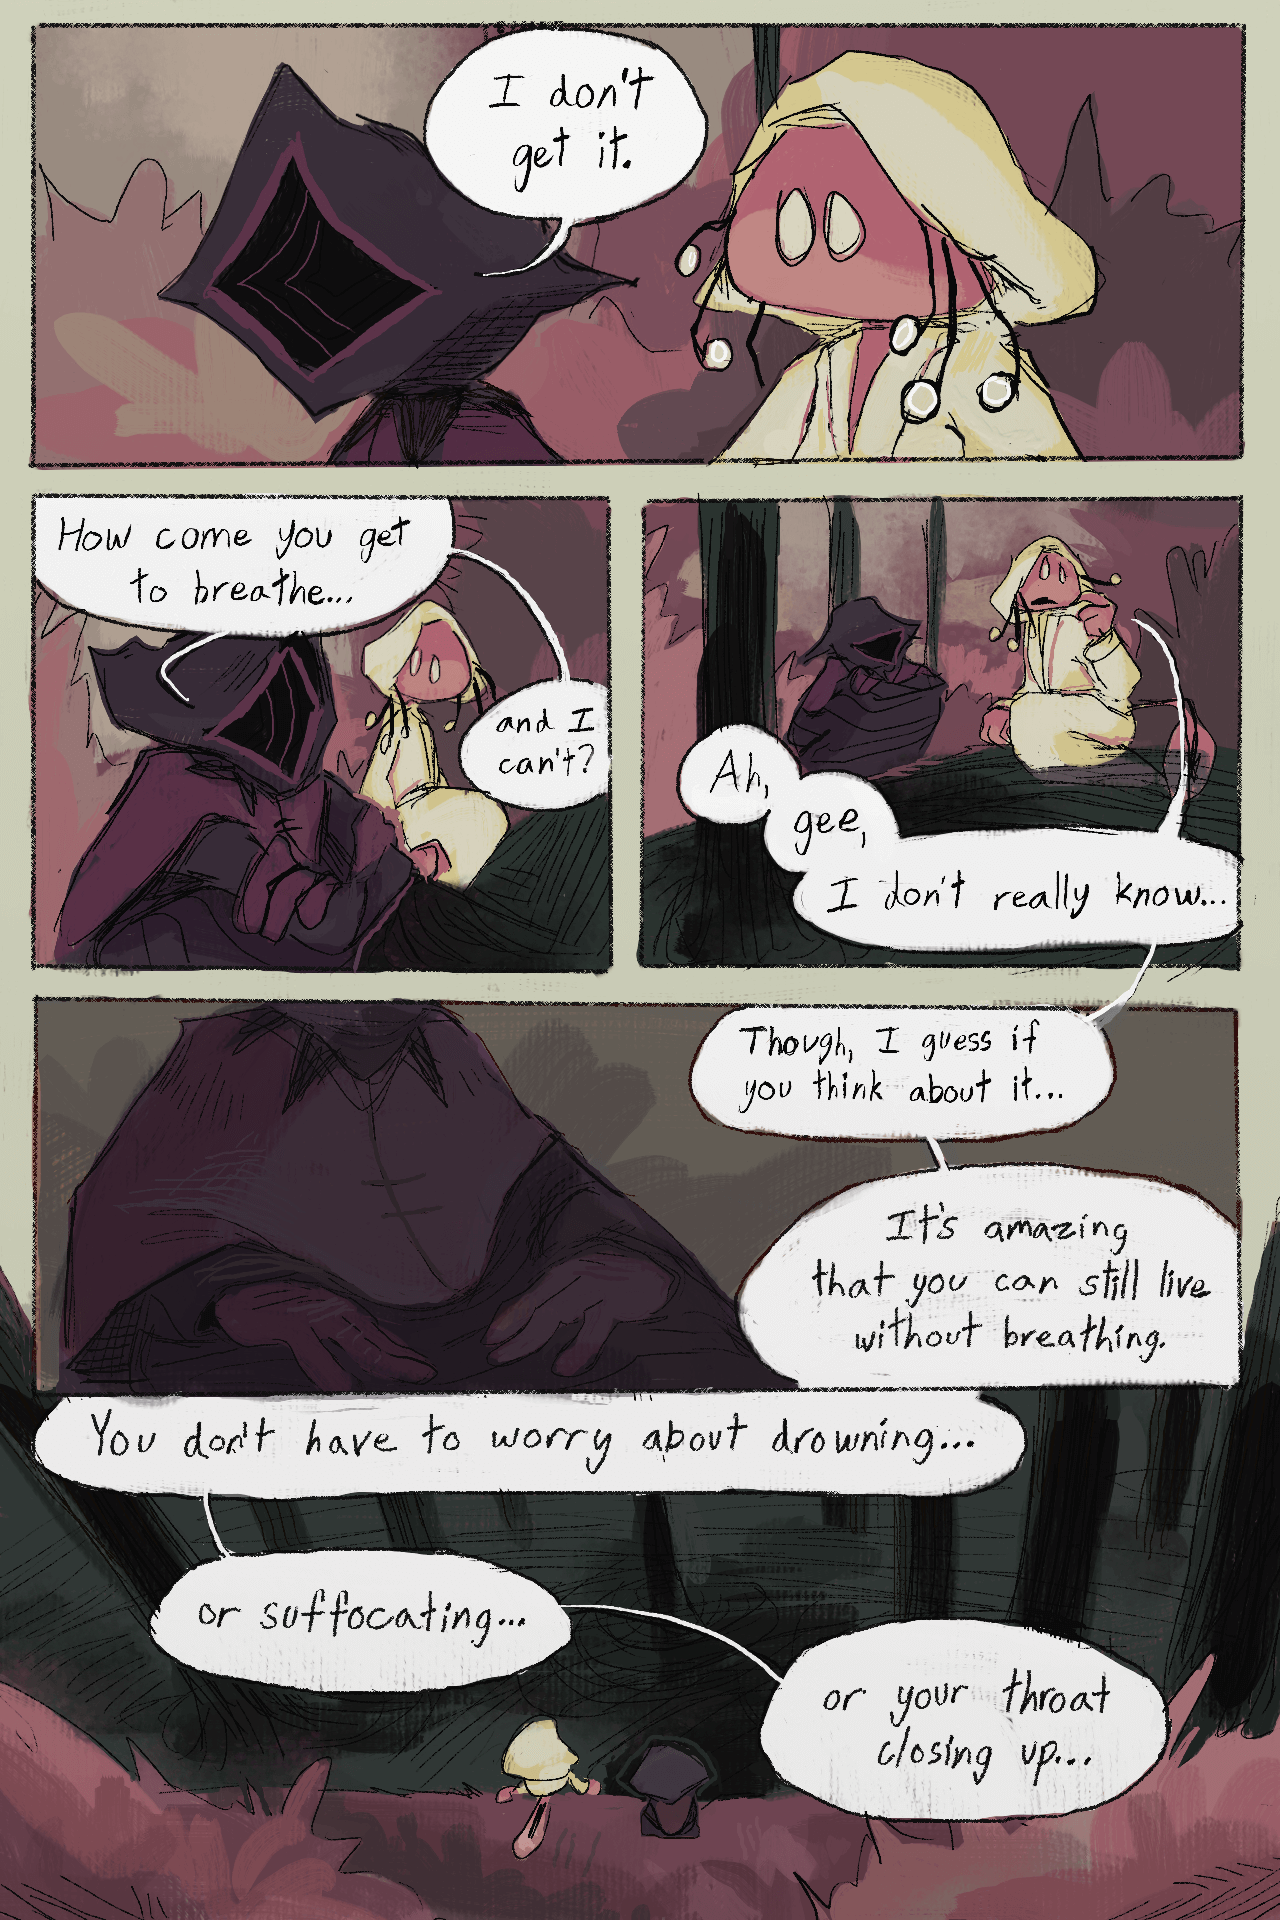 I don't
get it.
How come you get
to breathe...
and I
can't?
Ah,
gee,
I don't really know...
Though, I guess if
you think about it...
It's amazing
that you can still live
without breathing.
You don't have to worry about drowning...
or suffocating...
or your throat
closing up...